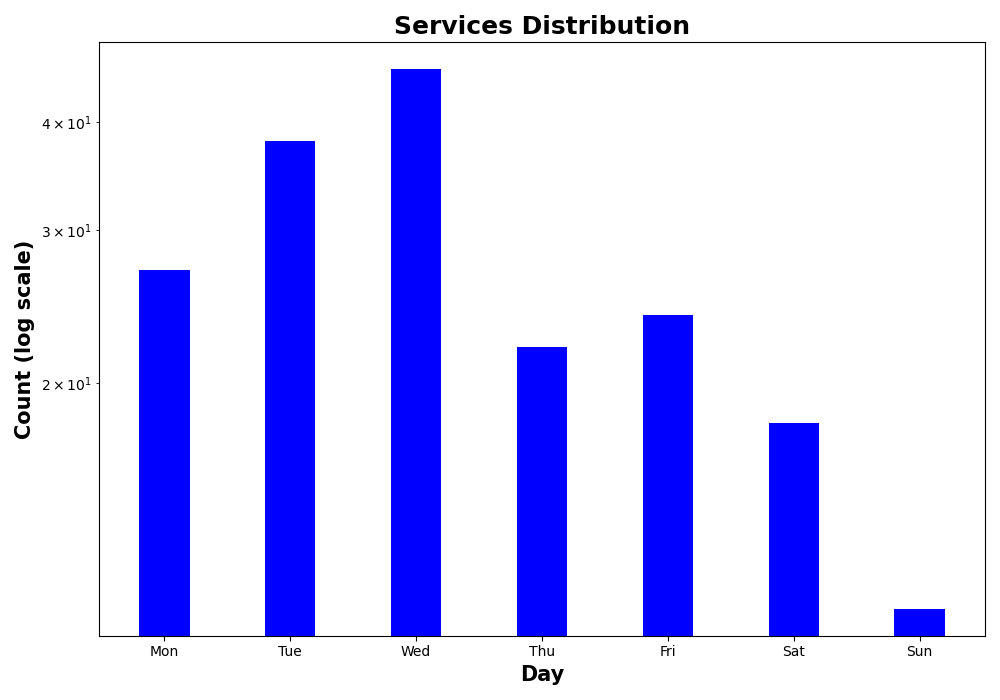 Services Distribution
Count (log scale)
4 × 10¹
3 × 10¹
2 × 10¹
Mon Tue Wed Thu Fri Sat Sun
Day